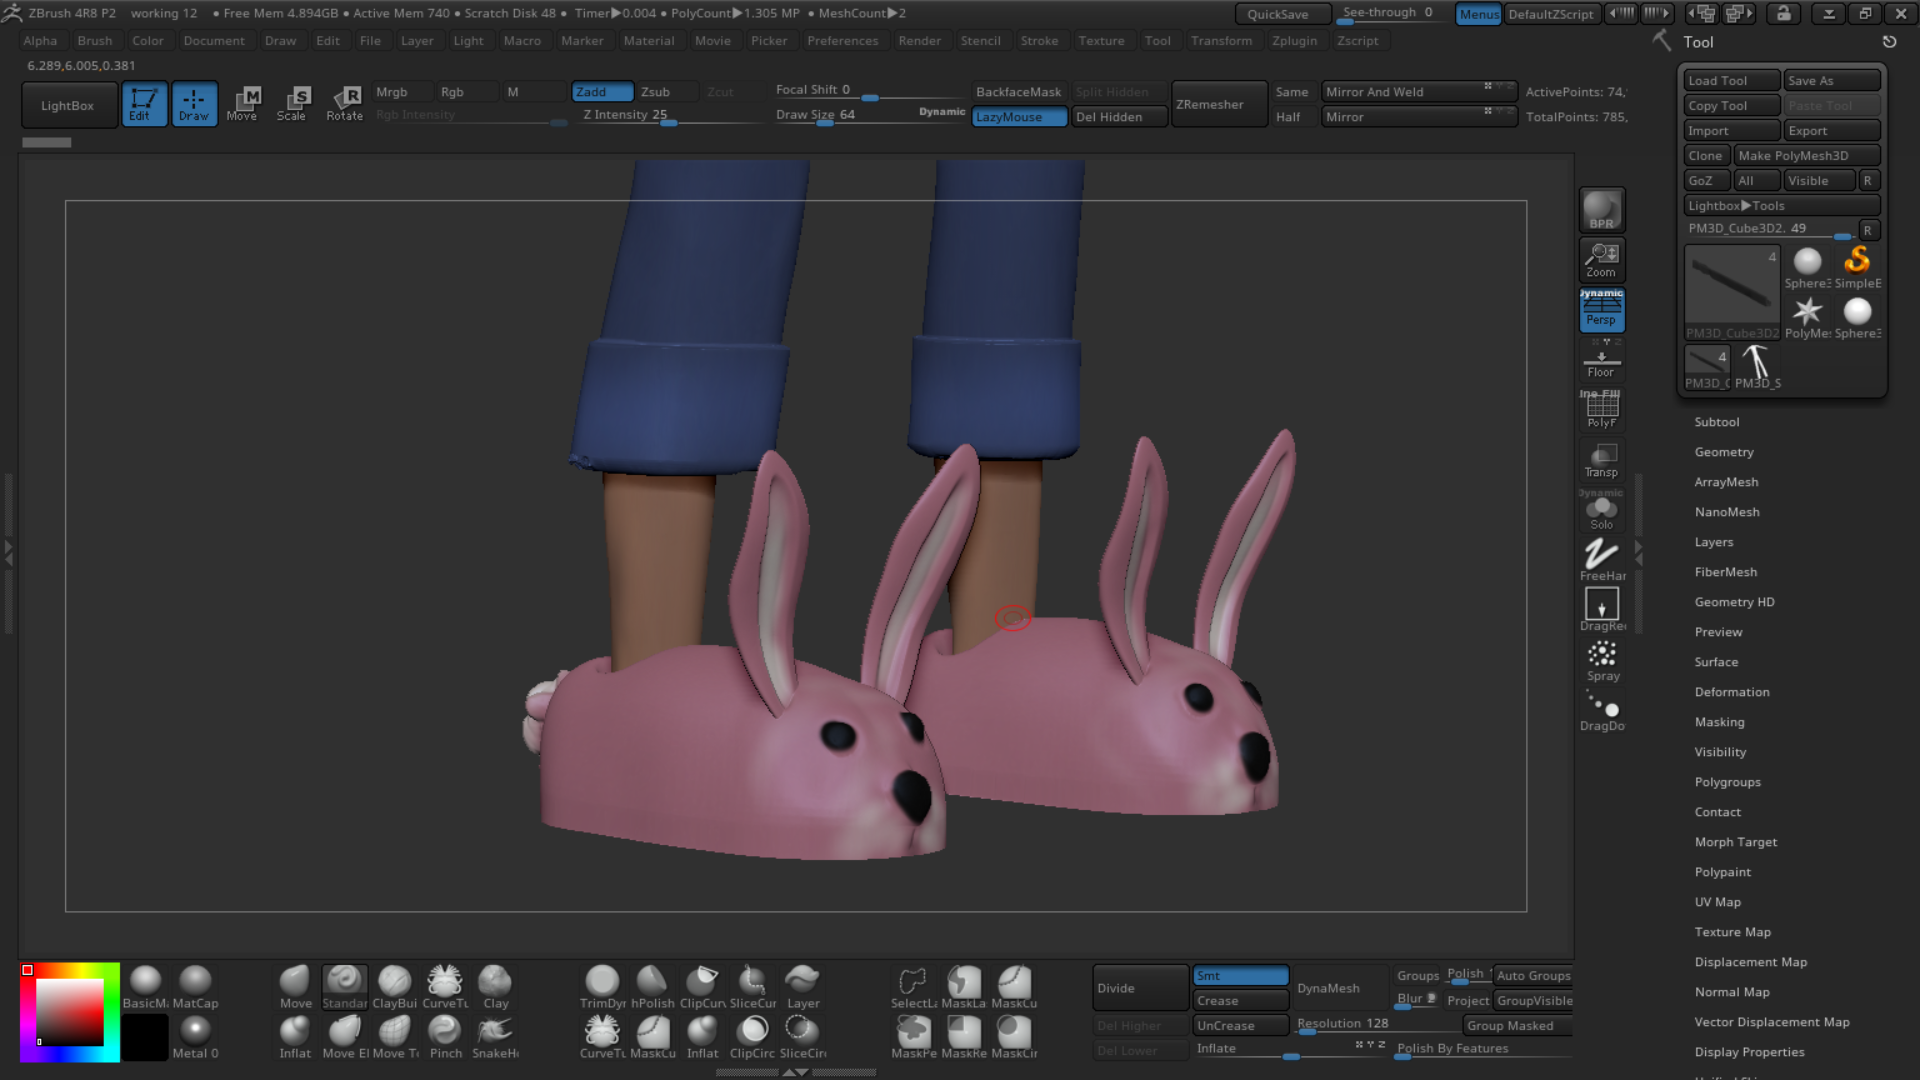 ZBrush 4R8 P2 working 12 • Free Mem 4.894GB • Active Mem 740 • Scratch Disk 48 • Timer▶0.004 • PolyCount▶1.305 MP • MeshCount▶2 QuickSave See-through 0 Menus DefaultZScript
Alpha Brush Color Document Draw Edit File Layer Light Macro Marker Material Movie Picker Preferences Render Stencil Stroke Texture Tool Transform Zplugin Zscript
6.289,6.005,0.381
LightBox Edit Draw Move Scale Rotate
Mrgb Rgb M Zadd Zsub Zcut Focal Shift 0 BackfaceMask Split Hidden ZRemesher Same Mirror And Weld ActivePoints: 74,
Rgb Intensity Z Intensity 25 Draw Size 64 Dynamic LazyMouse Del Hidden Half Mirror TotalPoints: 785,
Tool
Load Tool Save As
Copy Tool Paste Tool
Import Export
Clone Make PolyMesh3D
GoZ All Visible R
Lightbox▶Tools
PM3D_Cube3D2. 49 R
4 Sphere3 SimpleE
PM3D_Cube3D2 PolyMe Sphere3
4 PM3D_C PM3D_S
BPR
Zoom
Dynamic
Persp
Floor
Line Fill
PolyF
Transp
Dynamic
Solo
FreeHan
DragRec
Spray
DragDo
Subtool
Geometry
ArrayMesh
NanoMesh
Layers
FiberMesh
Geometry HD
Preview
Surface
Deformation
Masking
Visibility
Polygroups
Contact
Morph Target
Polypaint
UV Map
Texture Map
Displacement Map
Normal Map
Vector Displacement Map
Display Properties
BasicMa MatCap Move Standar ClayBui CurveTu Clay TrimDyn hPolish ClipCurv SliceCur Layer SelectLa MaskLa MaskCu
Metal 0 Inflat Move El Move To Pinch SnakeHo CurveTu MaskCu Inflat ClipCirc SliceCirc MaskPe MaskRe MaskCir
Divide Smt DynaMesh Groups Polish Auto Groups
Crease Blur 2 Project GroupVisible
Del Higher UnCrease Resolution 128 Group Masked
Del Lower Inflate X Y Z Polish By Features